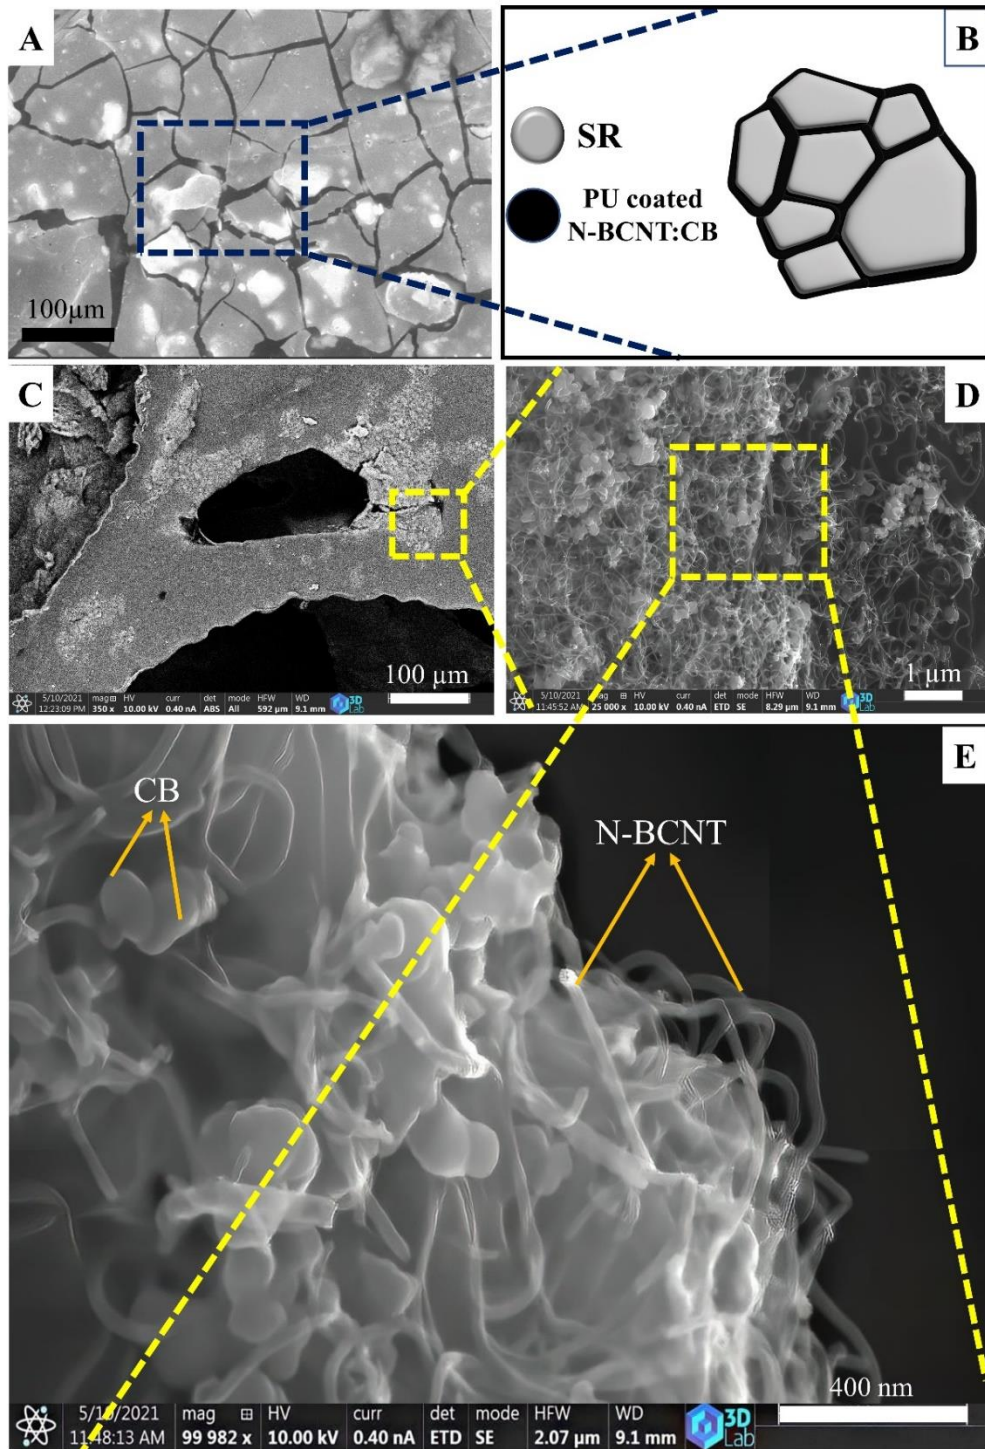 A
100µm
B
SR
PU coated
N-BCNT:CB
C
100 µm
5/10/2021 mag HV curr det mode HFW WD
12:23:09 PM 350 x 10.00 kV 0.40 nA ABS All 592 µm 9.1 mm
3D
Lab
D
1 µm
5/10/2021 mag HV curr det mode HFW WD
11:45:52 AM 25 000 x 10.00 kV 0.40 nA ETD SE 8.29 µm 9.1 mm
3D
Lab
E
CB
N-BCNT
400 nm
mag HV curr det mode HFW WD
99 982 x 10.00 kV 0.40 nA ETD SE 2.07 µm 9.1 mm
3D
Lab